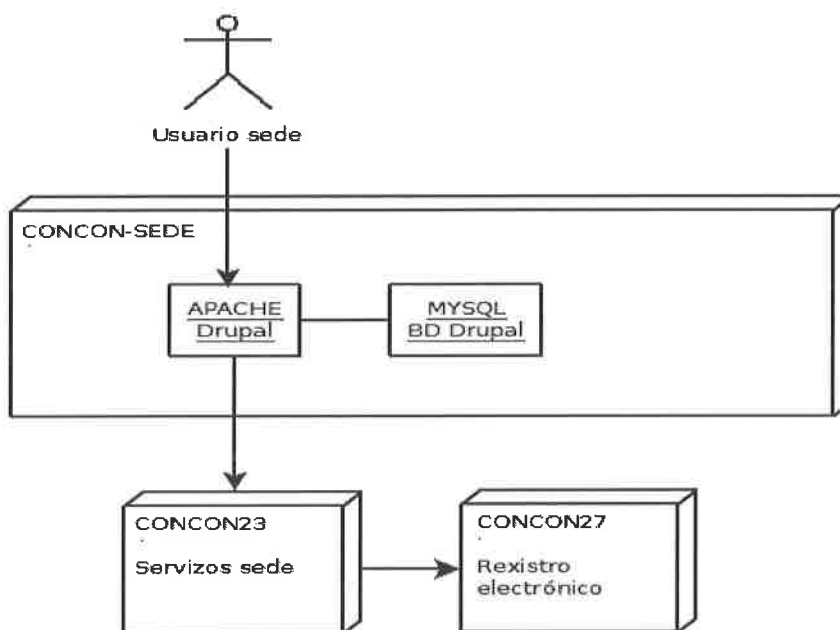 Usuario sede
CONCON-SEDE
APACHE
Drupal
MYSQL
BD Drupal
CONCON23
Servizos sede
CONCON27
Rexistro
electrónico